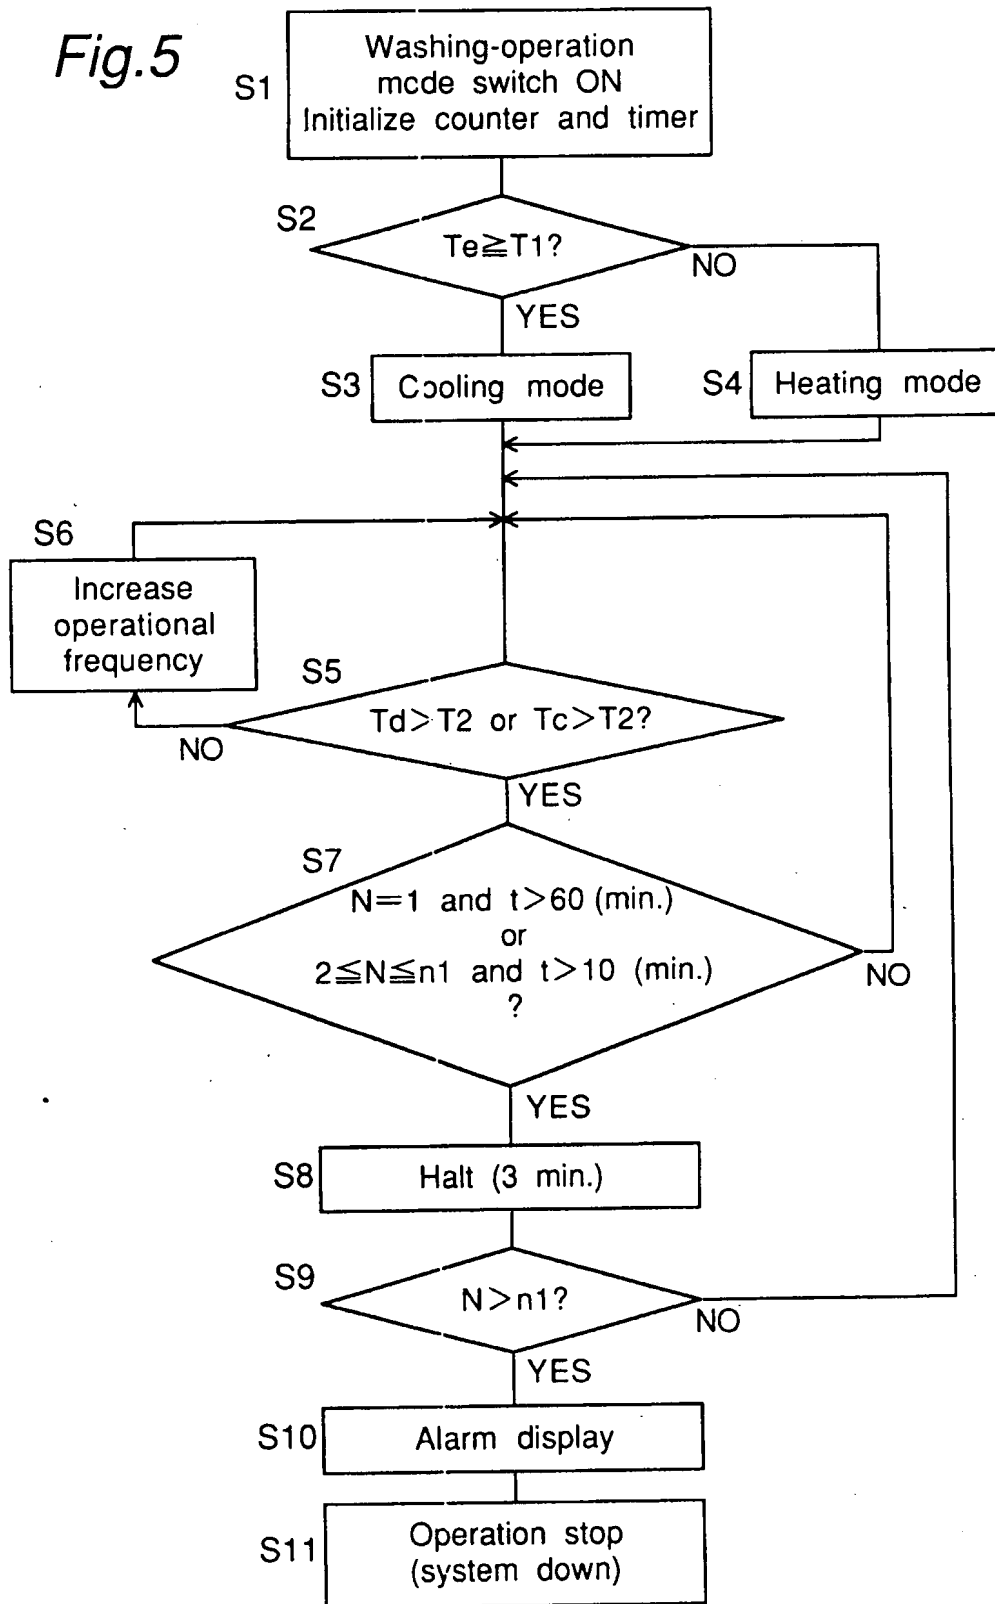 Fig.5
S1
Washing-operation
mode switch ON
Initialize counter and timer
S2
Te≧T1?
NO
YES
S3
Cooling mode
S4
Heating mode
S6
Increase
operational
frequency
S5
Td>T2 or Tc>T2?
NO
YES
S7
N=1 and t>60 (min.)
or
2≦N≦n1 and t>10 (min.)
?
NO
YES
S8
Halt (3 min.)
S9
N>n1?
NO
YES
S10
Alarm display
S11
Operation stop
(system down)